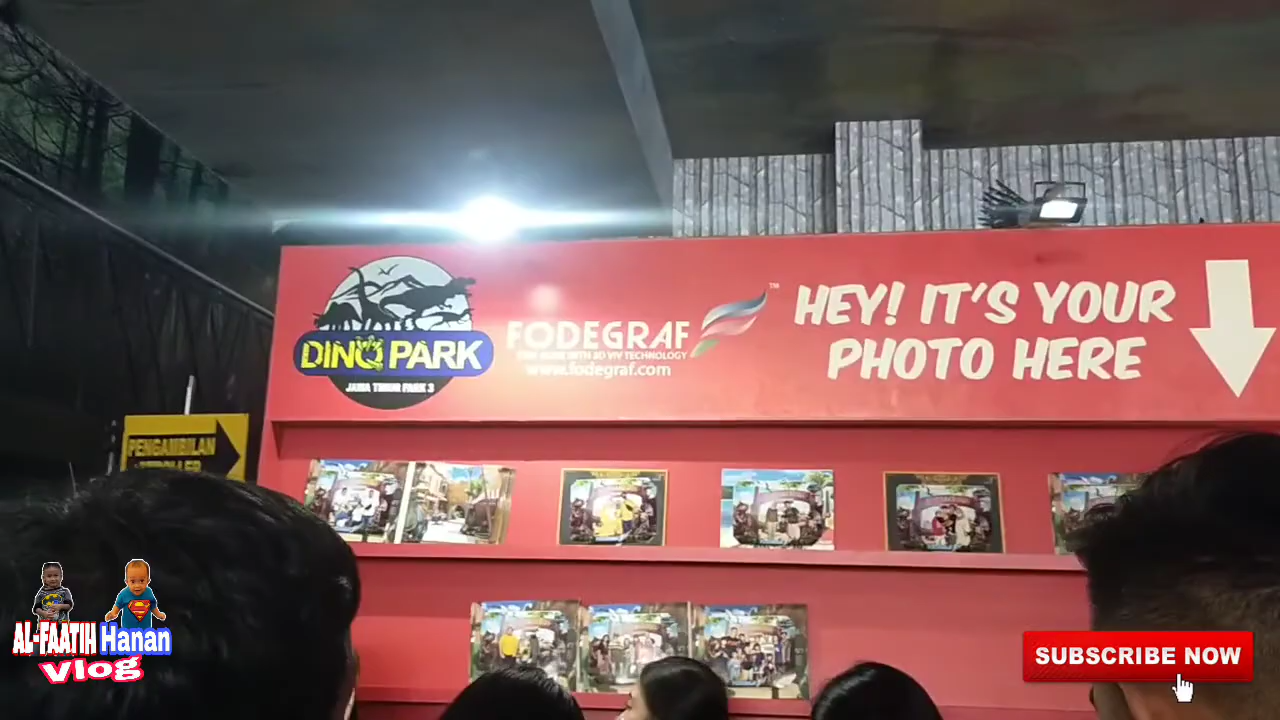 DINO PARK
JAWA TIMUR PARK 3
FODEGRAF
TM
www.fodegraf.com
HEY! IT'S YOUR
PHOTO HERE
PENGAMBILAN
AL-FAATIH Hanan
Vlog
SUBSCRIBE NOW